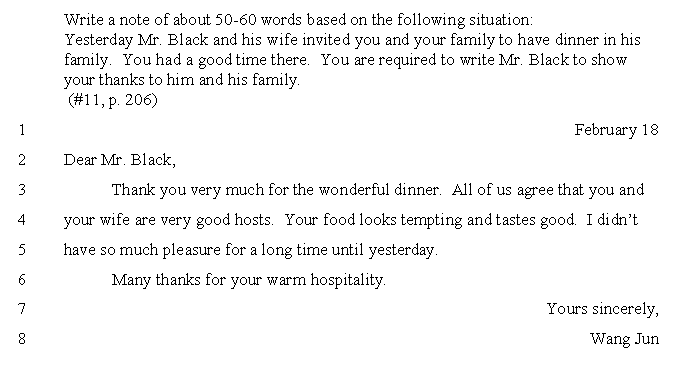 Write a note of about 50-60 words based on the following situation:
Yesterday Mr. Black and his wife invited you and your family to have dinner in his
family.  You had a good time there.  You are required to write Mr. Black to show
your thanks to him and his family.
(#11, p. 206)
1 February 18
2 Dear Mr. Black,
3 Thank you very much for the wonderful dinner.  All of us agree that you and
4 your wife are very good hosts.  Your food looks tempting and tastes good.  I didn’t
5 have so much pleasure for a long time until yesterday.
6 Many thanks for your warm hospitality.
7 Yours sincerely,
8 Wang Jun